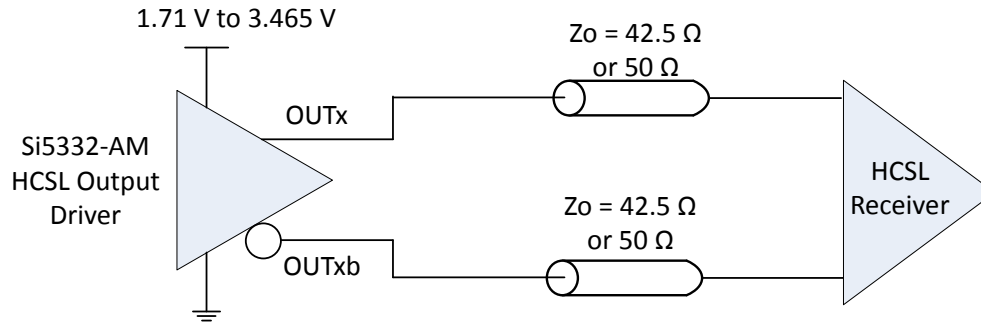 1.71 V to 3.465 V
Zo = 42.5 Ω
or 50 Ω
OUTx
Si5332-AM
HCSL Output
Driver
HCSL
Receiver
Zo = 42.5 Ω
or 50 Ω
OUTxb